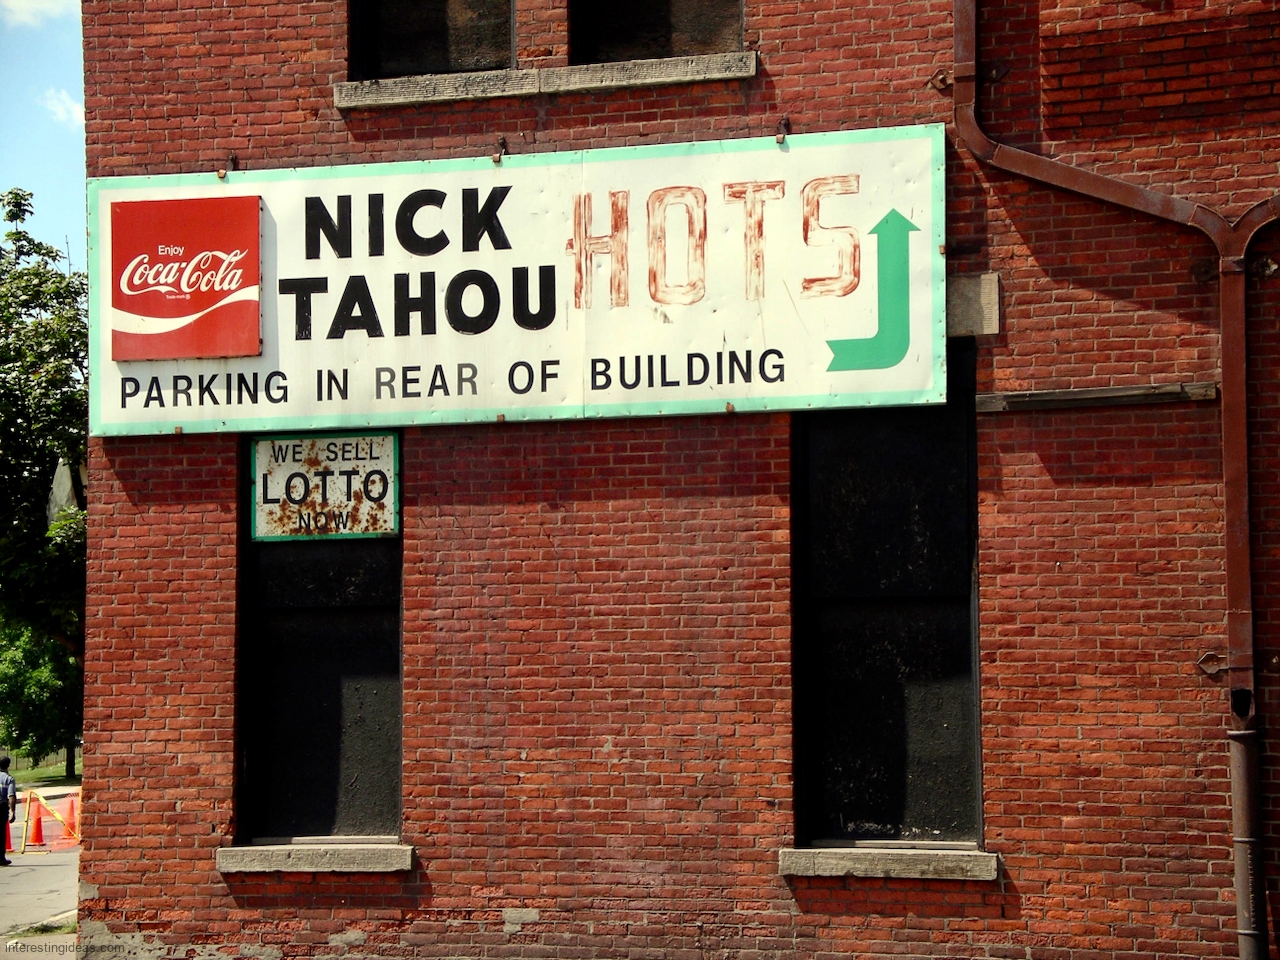 Enjoy
Coca-Cola
Trade-mark ®
NICK
TAHOU
HOTS
PARKING IN REAR OF BUILDING
WE SELL
LOTTO
NOW
interestingideas.com